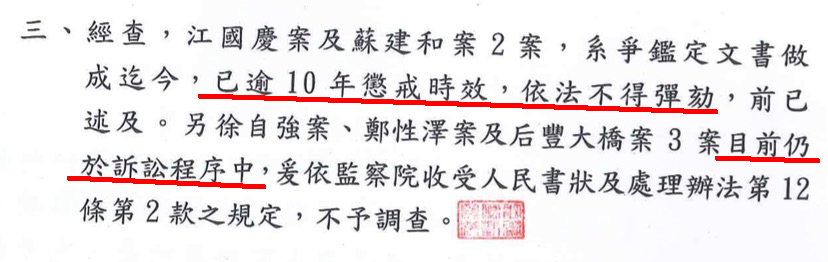 三、經查，江國慶案及蘇建和案2案，系爭鑑定文書做
成迄今，已逾10年懲戒時效，依法不得彈劾，前已
述及。另徐自強案、鄭性澤案及后豐大橋案3案目前仍
於訴訟程序中，爰依監察院收受人民書狀及處理辦法第12
條第2款之規定，不予調查。